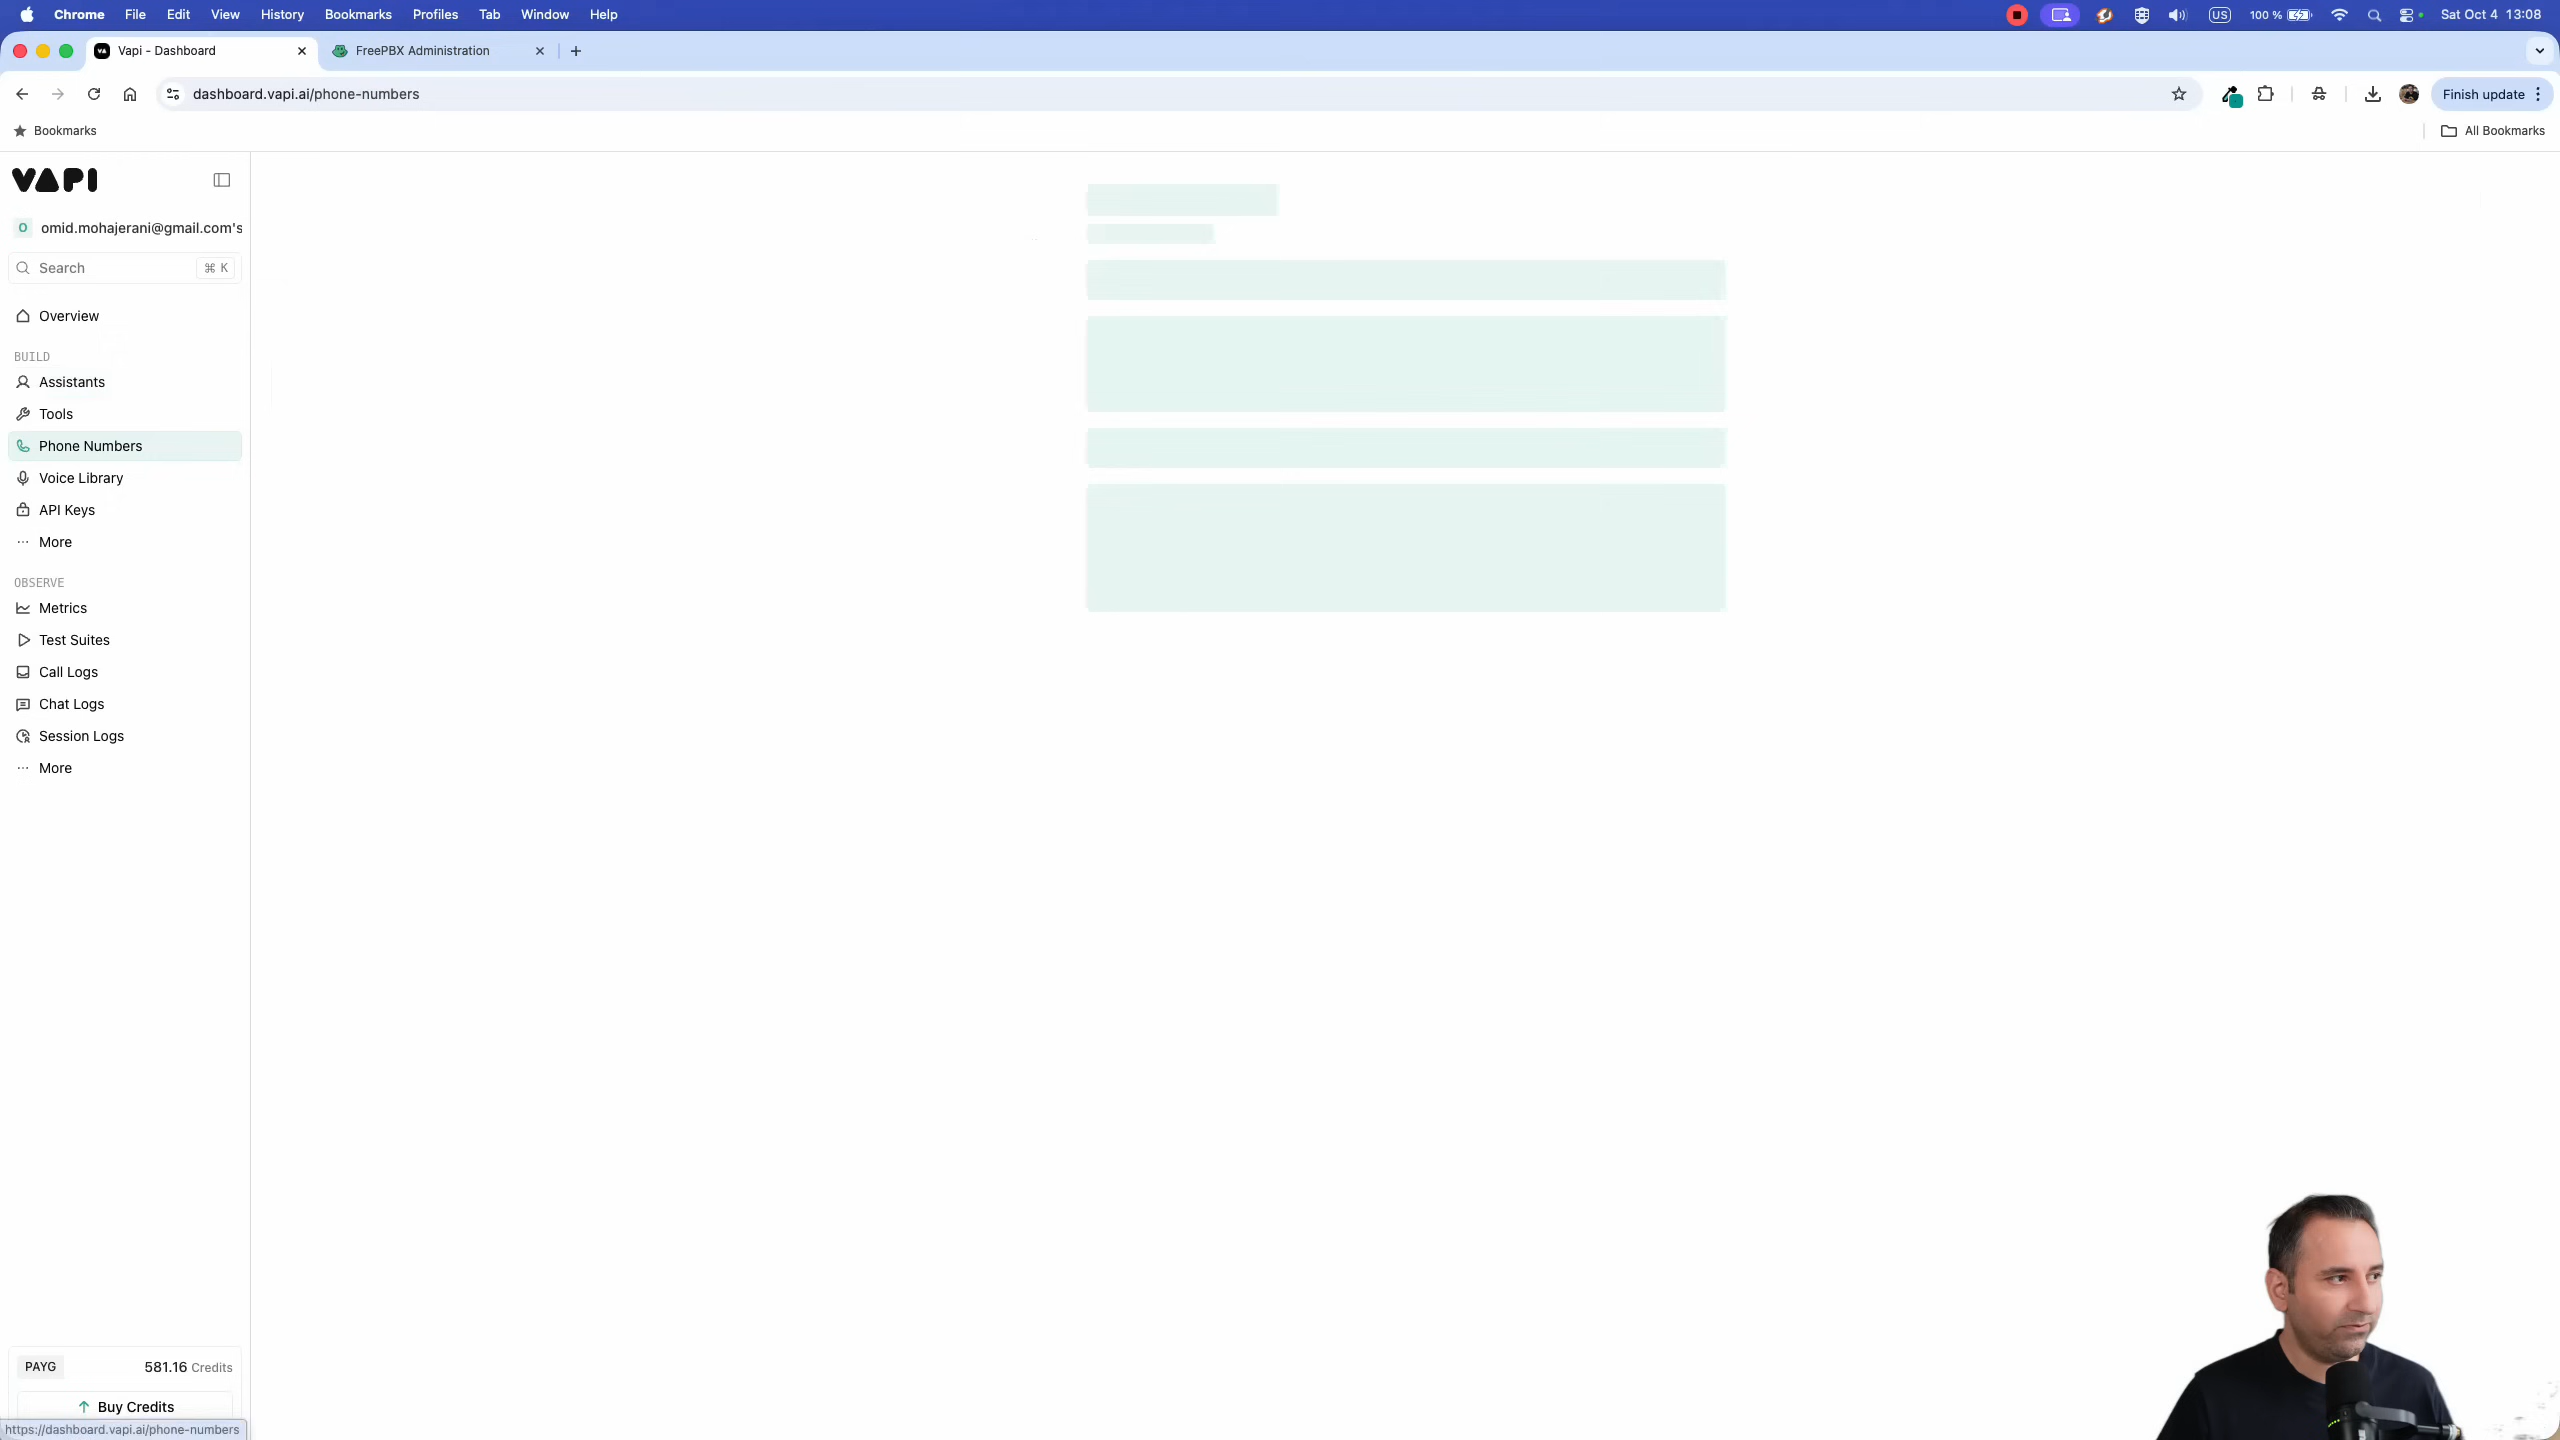 Chrome File Edit View History Bookmarks Profiles Tab Window Help
US 100 % Sat Oct 4 13:08
Vapi - Dashboard
FreePBX Administration
dashboard.vapi.ai/phone-numbers
Finish update
Bookmarks
All Bookmarks
VAPI
O omid.mohajerani@gmail.com's
Search ⌘ K
Overview
BUILD
Assistants
Tools
Phone Numbers
Voice Library
API Keys
More
OBSERVE
Metrics
Test Suites
Call Logs
Chat Logs
Session Logs
More
PAYG 581.16 Credits
Buy Credits
https://dashboard.vapi.ai/phone-numbers